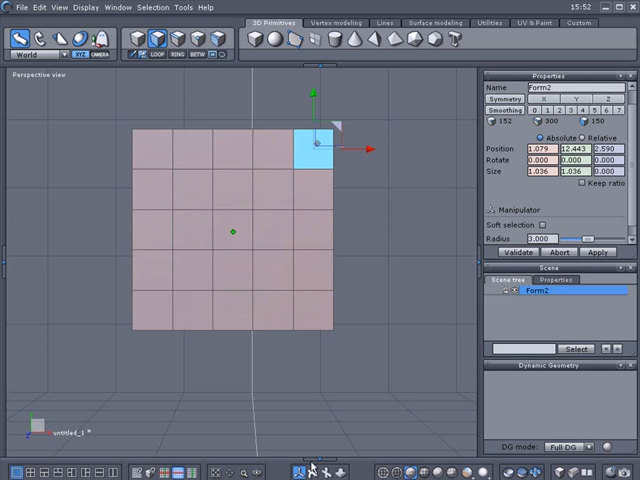 File Edit View Display Window Selection Tools Help 15:52
3D Primitives Vertex modeling Lines Surface modeling Utilities UV & Paint Custom
World XYZ CAMERA LOOP RING BETW
Perspective view
Properties
Name Form2
Symmetry X Y Z
Smoothing 0 1 2 3 4 5 6 7
152 300 150
Absolute Relative
Position 1.079 12.443 2.590
Rotate 0.000 0.000 0.000
Size 1.036 1.036 0.000
Keep ratio
Manipulator
Soft selection
Radius 3.000
Validate Abort Apply
Scene
Scene tree Properties
Form2
Select
Dynamic Geometry
DG mode: Full DG
untitled_1 *